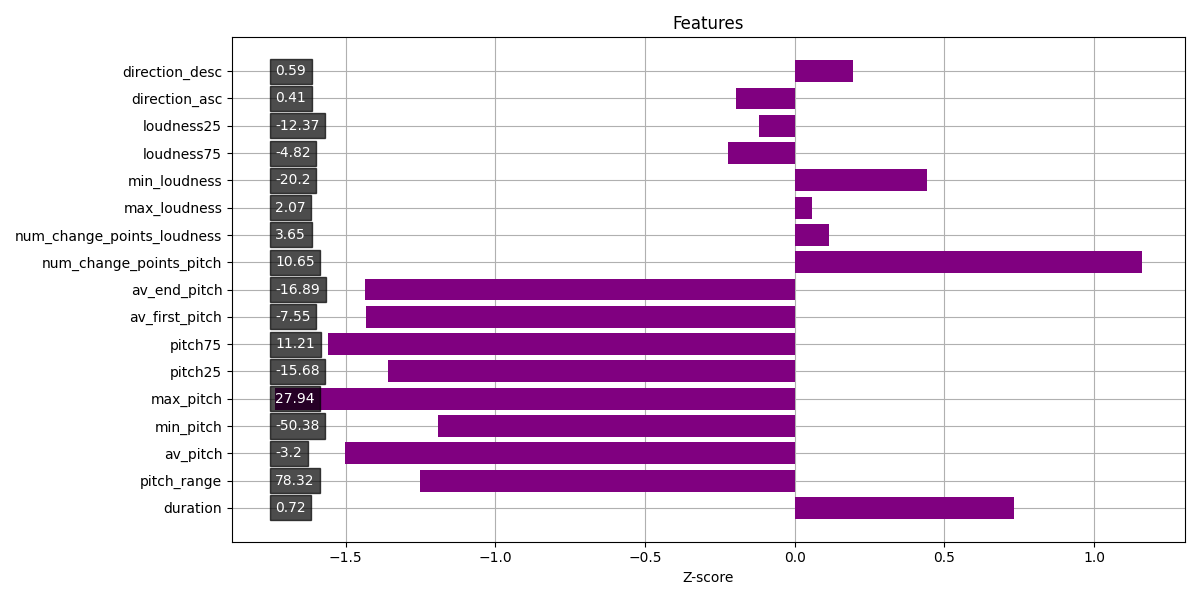 Features
direction_desc 0.59
direction_asc 0.41
loudness25 -12.37
loudness75 -4.82
min_loudness -20.2
max_loudness 2.07
num_change_points_loudness 3.65
num_change_points_pitch 10.65
av_end_pitch -16.89
av_first_pitch -7.55
pitch75 11.21
pitch25 -15.68
max_pitch 27.94
min_pitch -50.38
av_pitch -3.2
pitch_range 78.32
duration 0.72
−1.5 −1.0 −0.5 0.0 0.5 1.0
Z-score